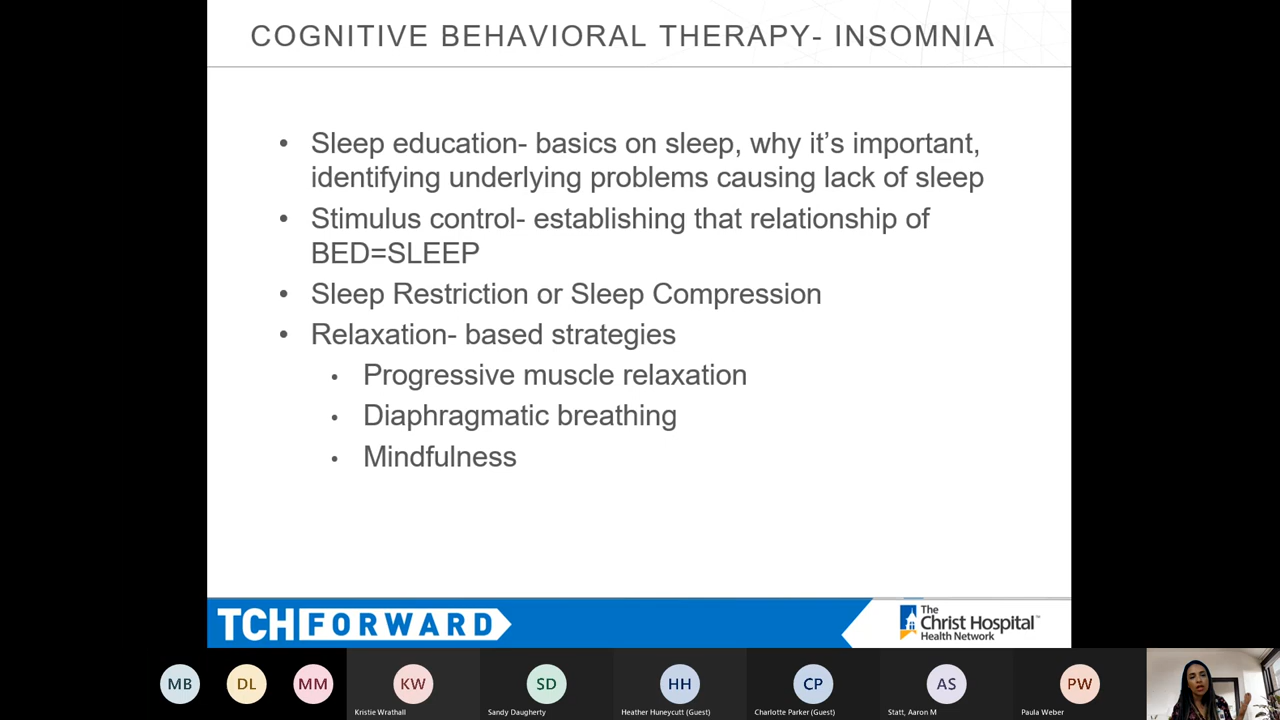 COGNITIVE BEHAVIORAL THERAPY- INSOMNIA
• Sleep education- basics on sleep, why it’s important,
identifying underlying problems causing lack of sleep
• Stimulus control- establishing that relationship of
BED=SLEEP
• Sleep Restriction or Sleep Compression
• Relaxation- based strategies
• Progressive muscle relaxation
• Diaphragmatic breathing
• Mindfulness
TCH FORWARD
The
Christ Hospital™
Health Network
MB
DL
MM
KW
SD
HH
CP
AS
PW
Kristie Wrathall
Sandy Daugherty
Heather Huneycutt (Guest)
Charlotte Parker (Guest)
Statt, Aaron M
Paula Weber